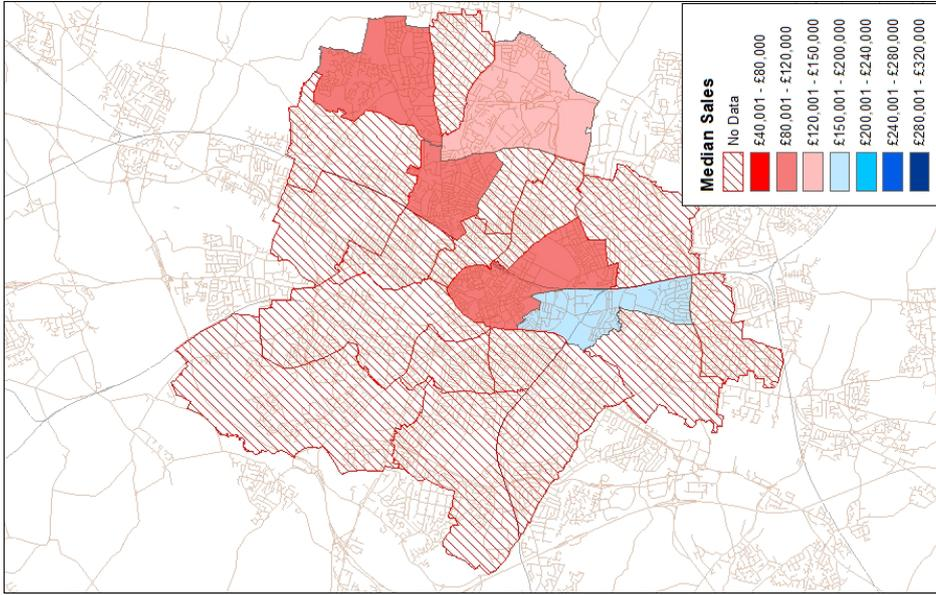 Median Sales
No Data
£40,001 - £80,000
£80,001 - £120,000
£120,001 - £150,000
£150,001 - £200,000
£200,001 - £240,000
£240,001 - £280,000
£280,001 - £320,000